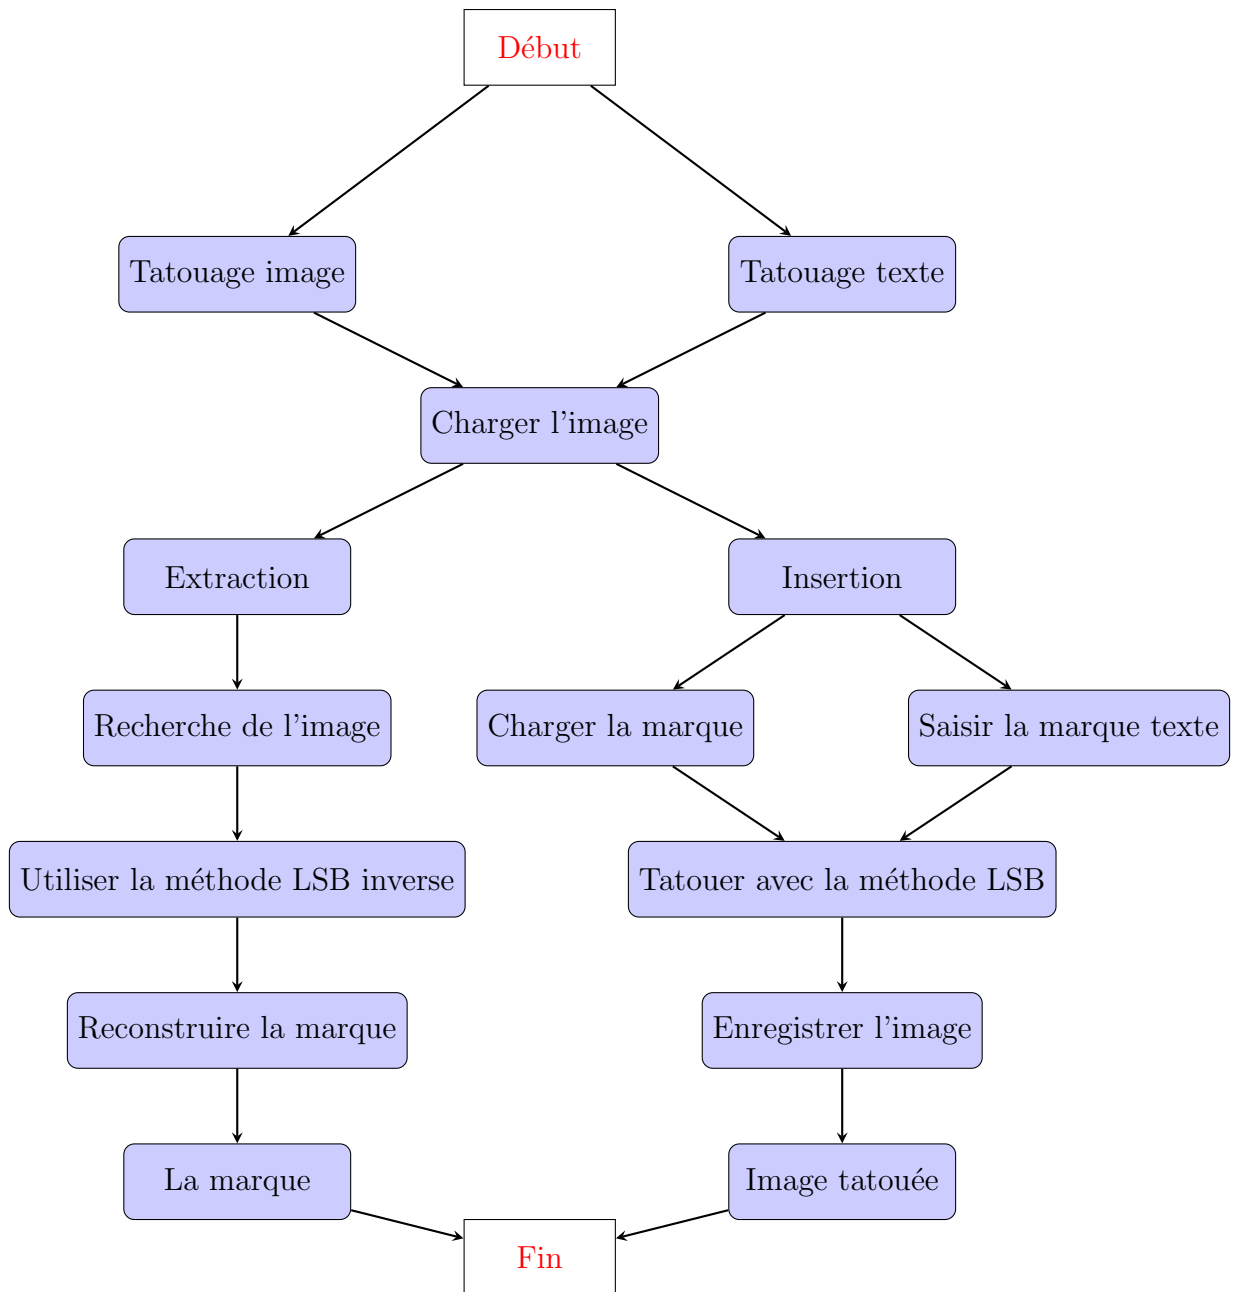 Début
Tatouage image
Tatouage texte
Charger l'image
Extraction
Insertion
Recherche de l'image
Charger la marque
Saisir la marque texte
Utiliser la méthode LSB inverse
Tatouer avec la méthode LSB
Reconstruire la marque
Enregistrer l'image
La marque
Image tatouée
Fin